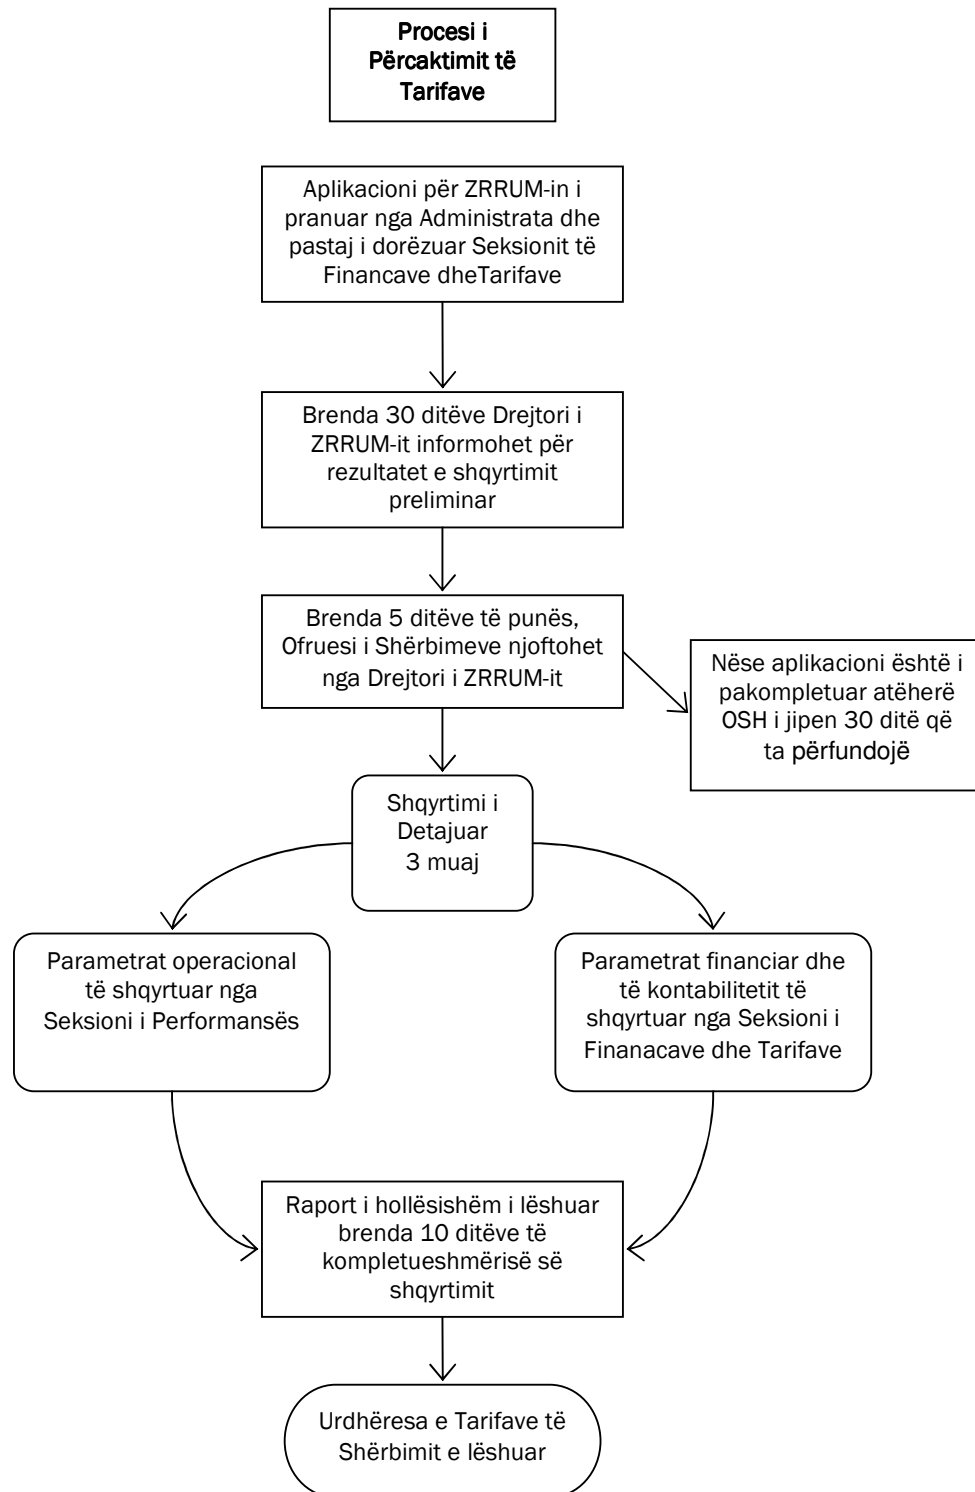 Procesi i
Përcaktimit të
Tarifave
Aplikacioni për ZRRUM-in i
pranuar nga Administrata dhe
pastaj i dorëzuar Seksionit të
Financave dheTarifave
Brenda 30 ditëve Drejtori i
ZRRUM-it informohet për
rezultatet e shqyrtimit
preliminar
Brenda 5 ditëve të punës,
Ofruesi i Shërbimeve njoftohet
nga Drejtori i ZRRUM-it
Nëse aplikacioni është i
pakompletuar atëherë
OSH i jipen 30 ditë që
ta përfundojë
Shqyrtimi i
Detajuar
3 muaj
Parametrat operacional
të shqyrtuar nga
Seksioni i Performansës
Parametrat financiar dhe
të kontabilitetit të
shqyrtuar nga Seksioni i
Finanacave dhe Tarifave
Raport i hollësishëm i lëshuar
brenda 10 ditëve të
kompletueshmërisë së
shqyrtimit
Urdhëresa e Tarifave të
Shërbimit e lëshuar